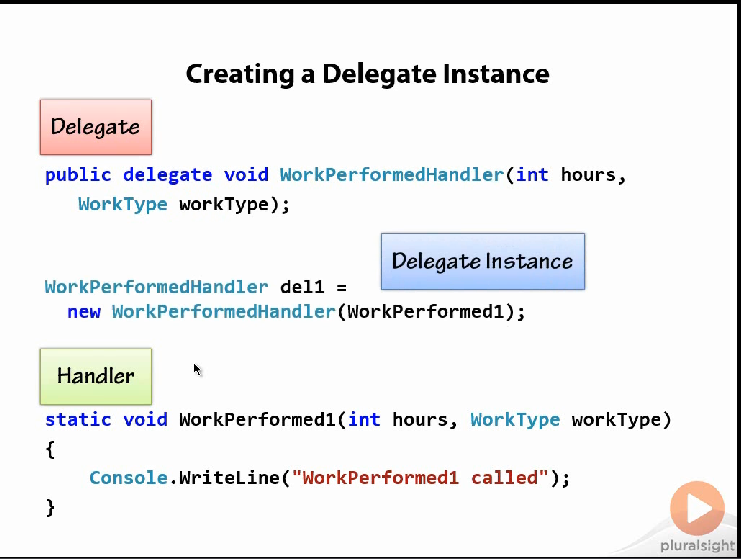 Creating a Delegate Instance
Delegate
public delegate void WorkPerformedHandler(int hours,
WorkType workType);
Delegate Instance
WorkPerformedHandler del1 =
new WorkPerformedHandler(WorkPerformed1);
Handler
static void WorkPerformed1(int hours, WorkType workType)
{
Console.WriteLine("WorkPerformed1 called");
}
pluralsight